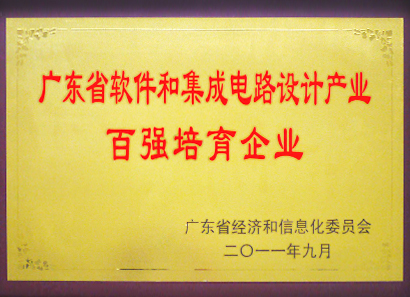 广东省软件和集成电路设计产业
百强培育企业
广东省经济和信息化委员会
二〇一一年九月